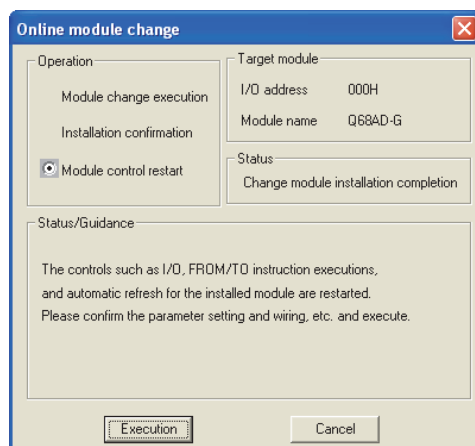 Online module change
Operation
Module change execution
Installation confirmation
Module control restart
Target module
I/O address 000H
Module name Q68AD-G
Status
Change module installation completion
Status/Guidance
The controls such as I/O, FROM/TO instruction executions,
and automatic refresh for the installed module are restarted.
Please confirm the parameter setting and wiring, etc. and execute.
Execution Cancel